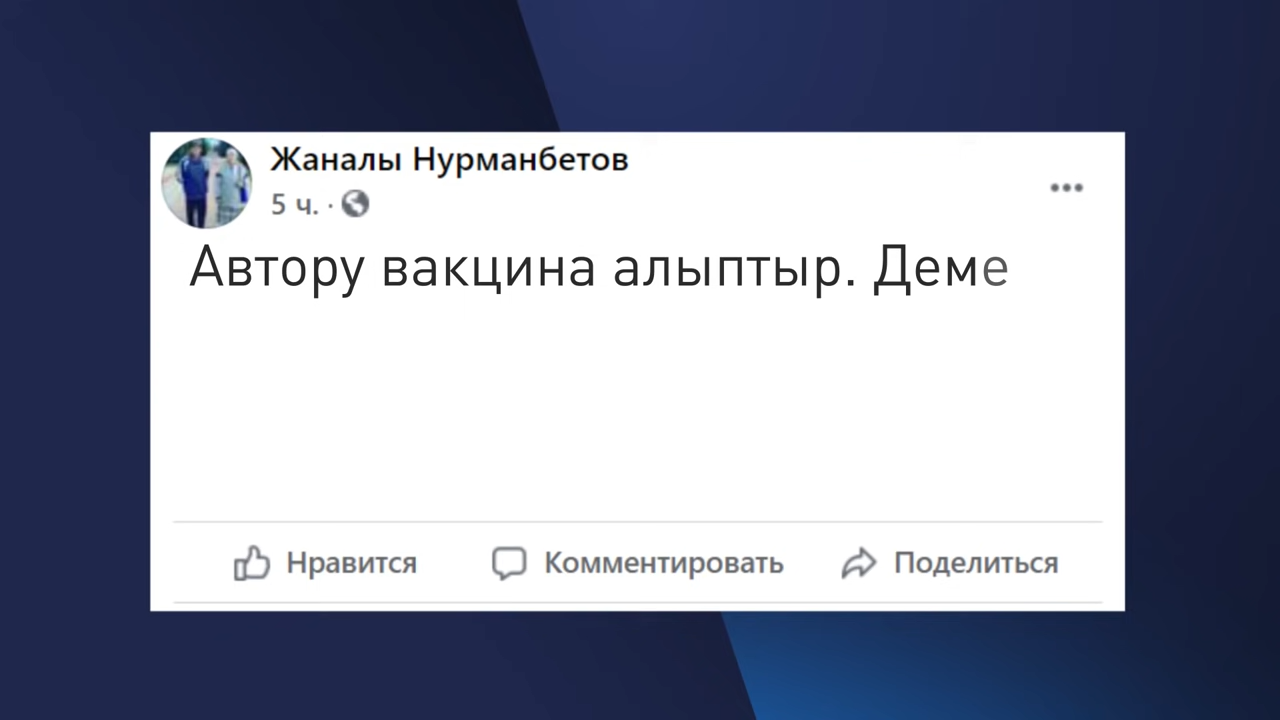 Жаналы Нурманбетов
5 ч. ·
Автору вакцина алыптыр. Деме
Нравится Комментировать Поделиться